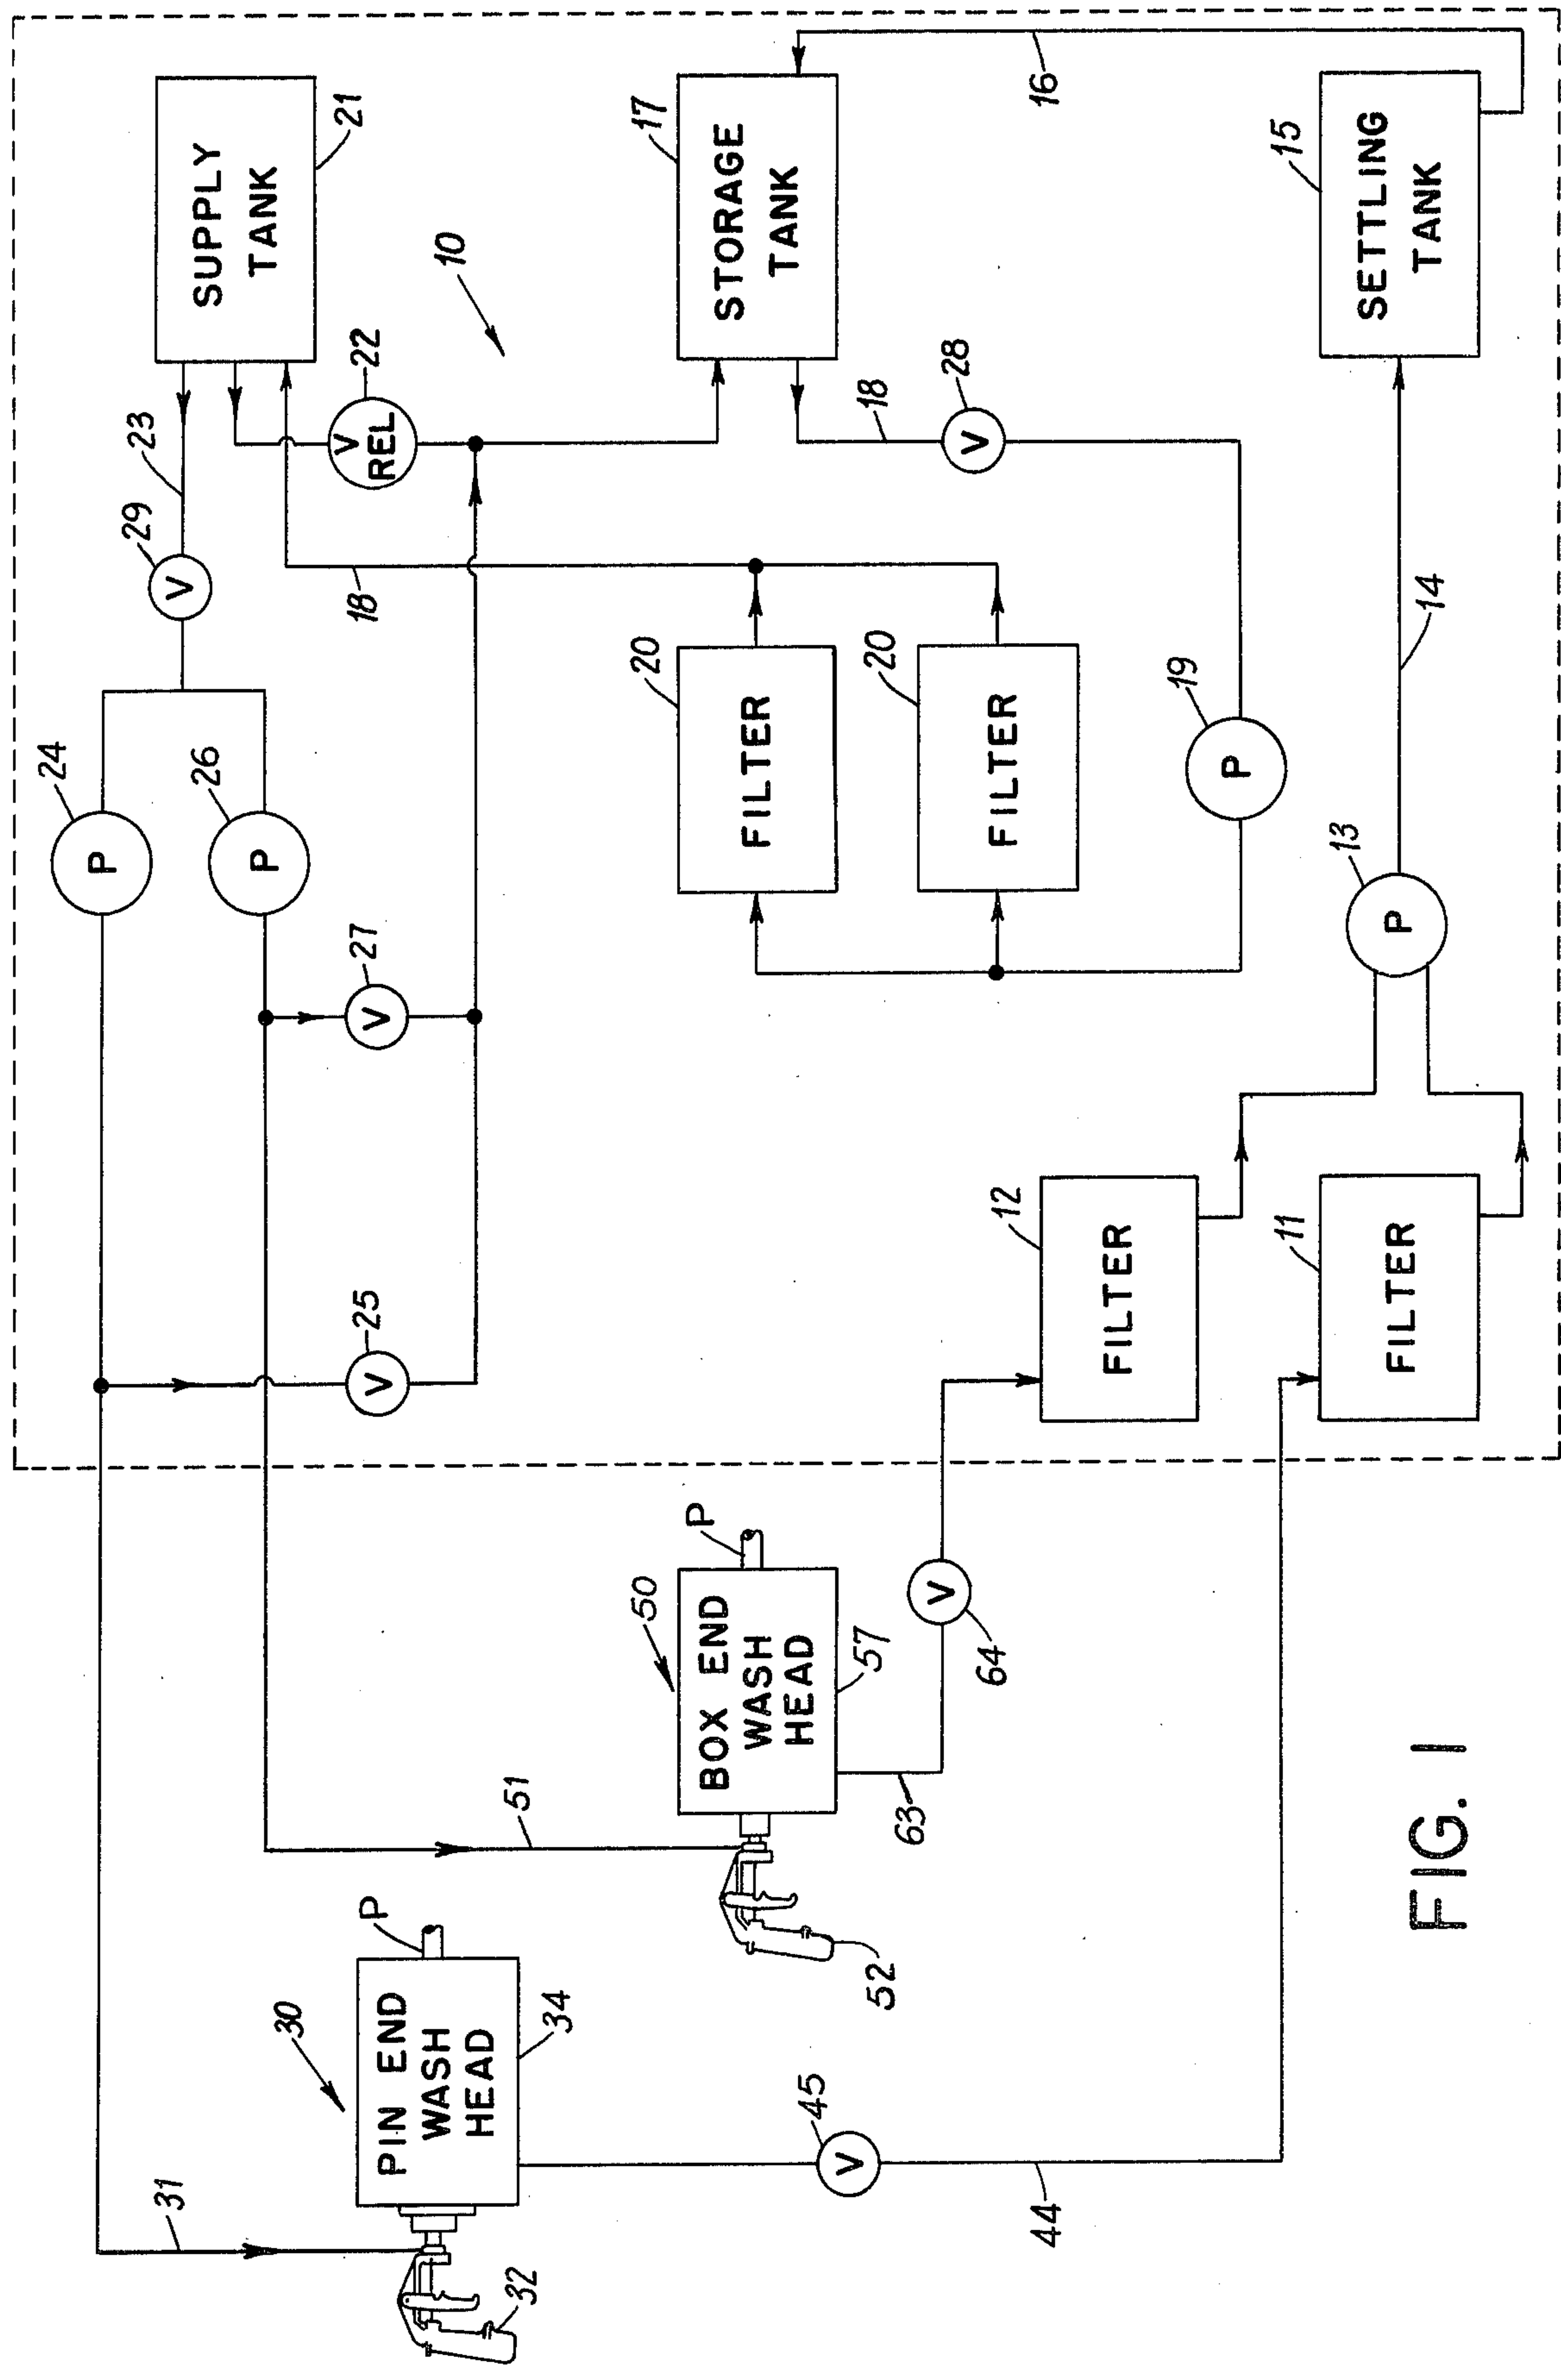 SUPPLY
TANK
21
23
29
22
V
REL
V
10
STORAGE
TANK
17
16
18
28
V
18
SETTLING
TANK
15
14
24
P
26
P
20
FILTER
20
FILTER
19
P
13
P
27
V
25
V
12
FILTER
11
FILTER
50
P
BOX END
WASH
HEAD
57
64
V
63
51
52
30
P
PIN END
WASH
HEAD
34
45
V
44
31
32
FIG. 1